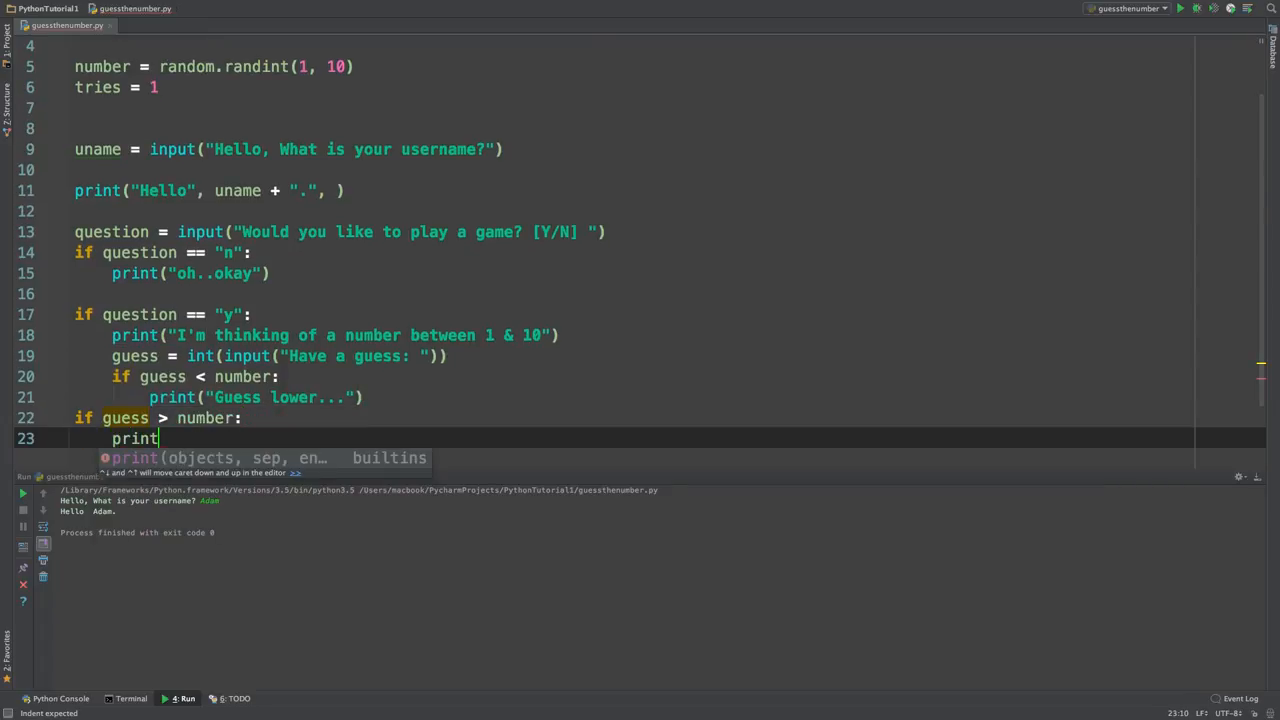 PythonTutorial1 guessthenumber.py guessthenumber
guessthenumber.py
1: Project
Z: Structure
Database
4
5 number = random.randint(1, 10)
6 tries = 1
7
8
9 uname = input("Hello, What is your username?")
10
11 print("Hello", uname + ".", )
12
13 question = input("Would you like to play a game? [Y/N] ")
14 if question == "n":
15 print("oh..okay")
16
17 if question == "y":
18 print("I'm thinking of a number between 1 & 10")
19 guess = int(input("Have a guess: "))
20 if guess < number:
21 print("Guess lower...")
22 if guess > number:
23 print
print(objects, sep, en... builtins
^↓ and ^↑ will move caret down and up in the editor >>
Run guessthenumt
/Library/Frameworks/Python.framework/Versions/3.5/bin/python3.5 /Users/macbook/PycharmProjects/PythonTutorial1/guessthenumber.py
Hello, What is your username? Adam
Hello Adam.
Process finished with exit code 0
2: Favorites
Python Console Terminal 4: Run 6: TODO Event Log
Indent expected 23:10 LF÷ UTF-8÷